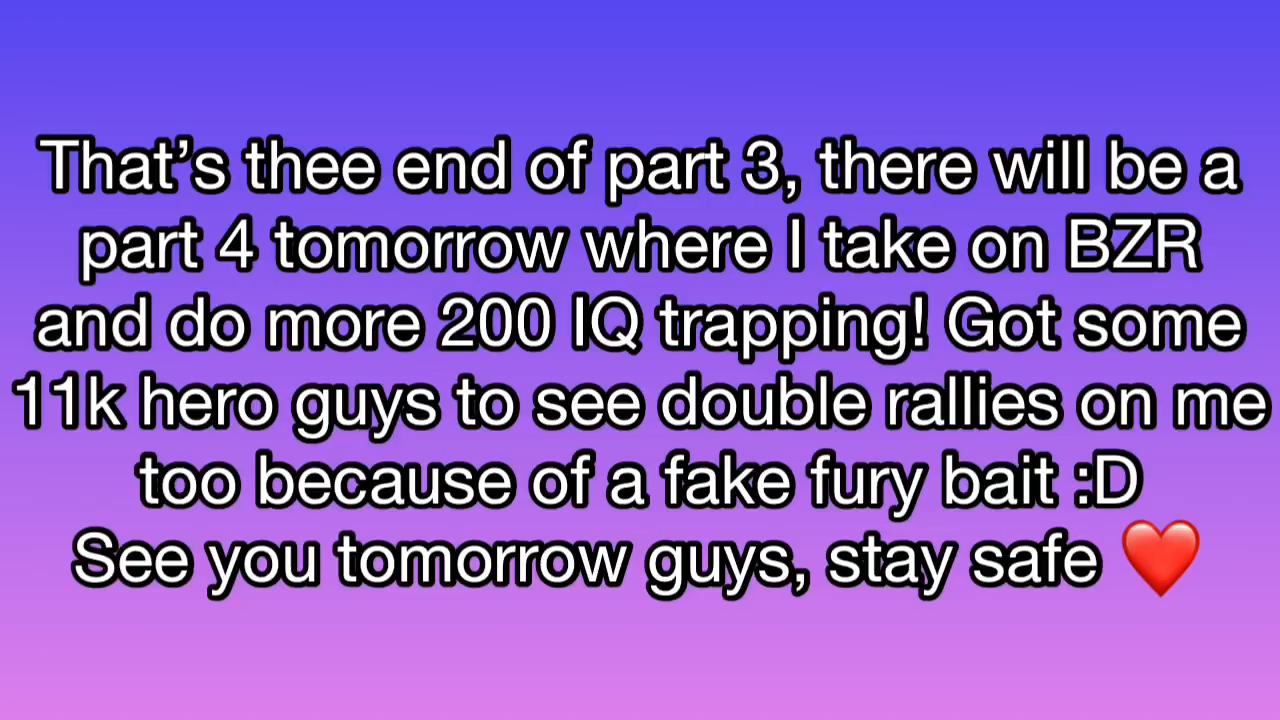 That’s thee end of part 3, there will be a
part 4 tomorrow where I take on BZR
and do more 200 IQ trapping! Got some
11k hero guys to see double rallies on me
too because of a fake fury bait :D
See you tomorrow guys, stay safe ❤️